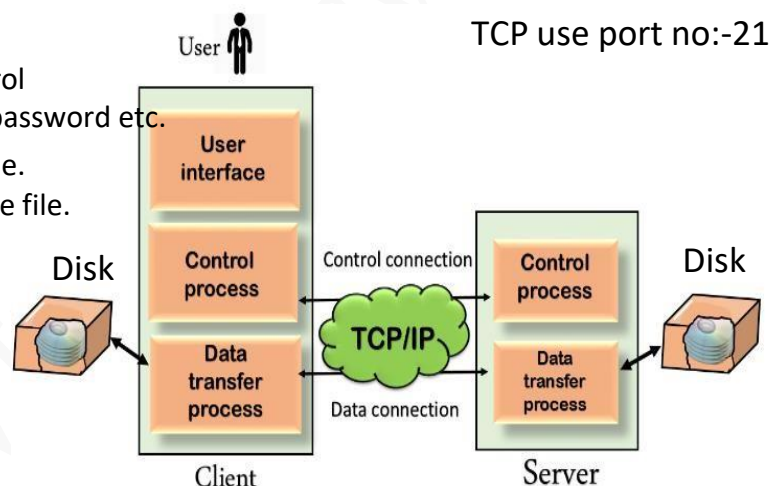 User
TCP use port no:-21
rol
password etc.
e.
e file.
User
interface
Disk
Control
process
Control connection
Control
process
Disk
TCP/IP
Data
transfer
process
Data connection
Data
transfer
process
Client
Server